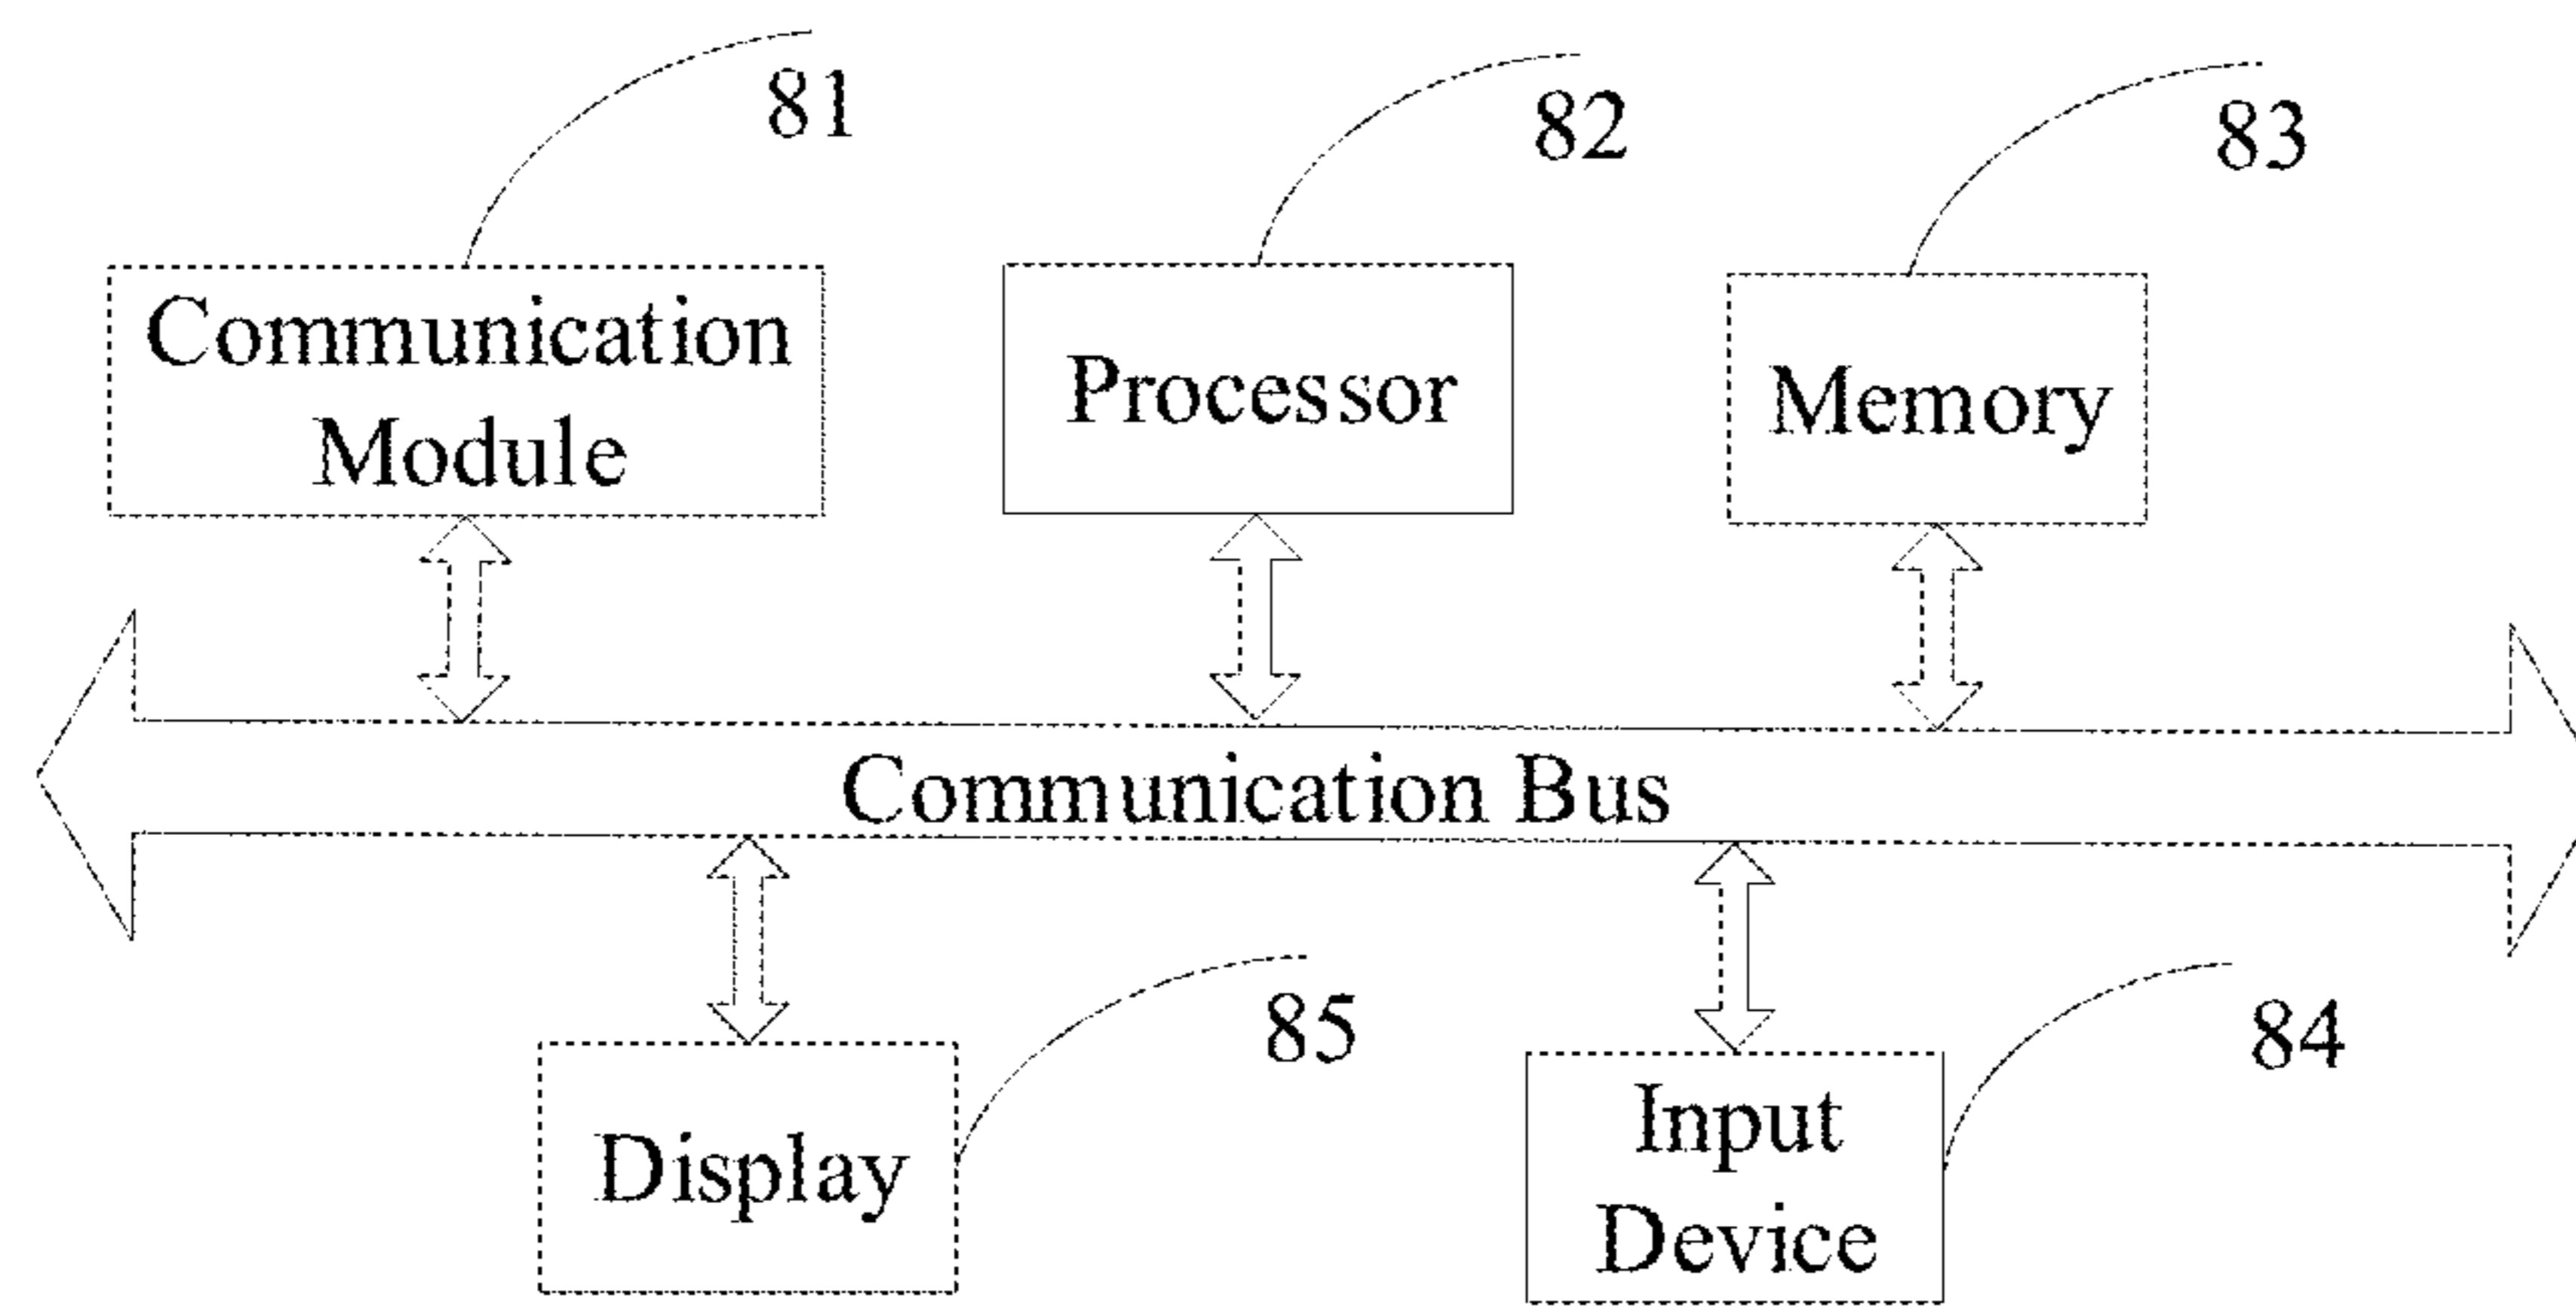 81
82
83
Communication
Module
Processor
Memory
Communication Bus
85
84
Display
Input
Device